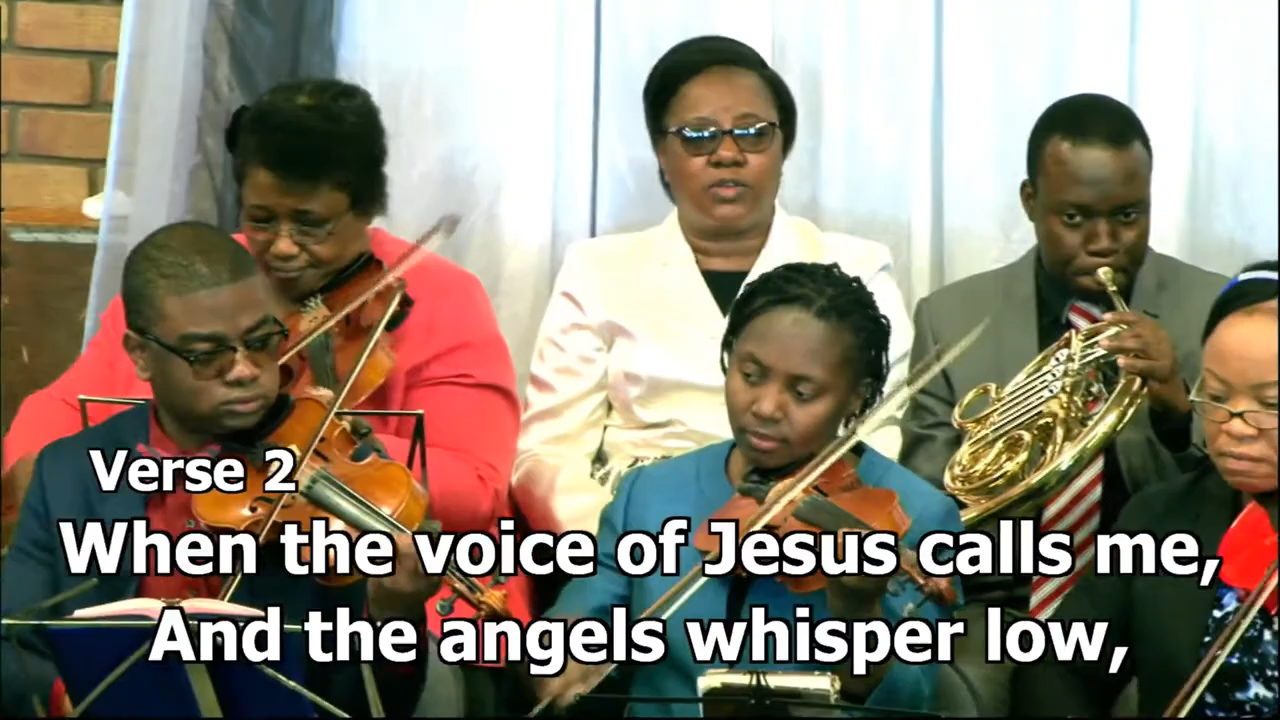 Verse 2
When the voice of Jesus calls me,
And the angels whisper low,